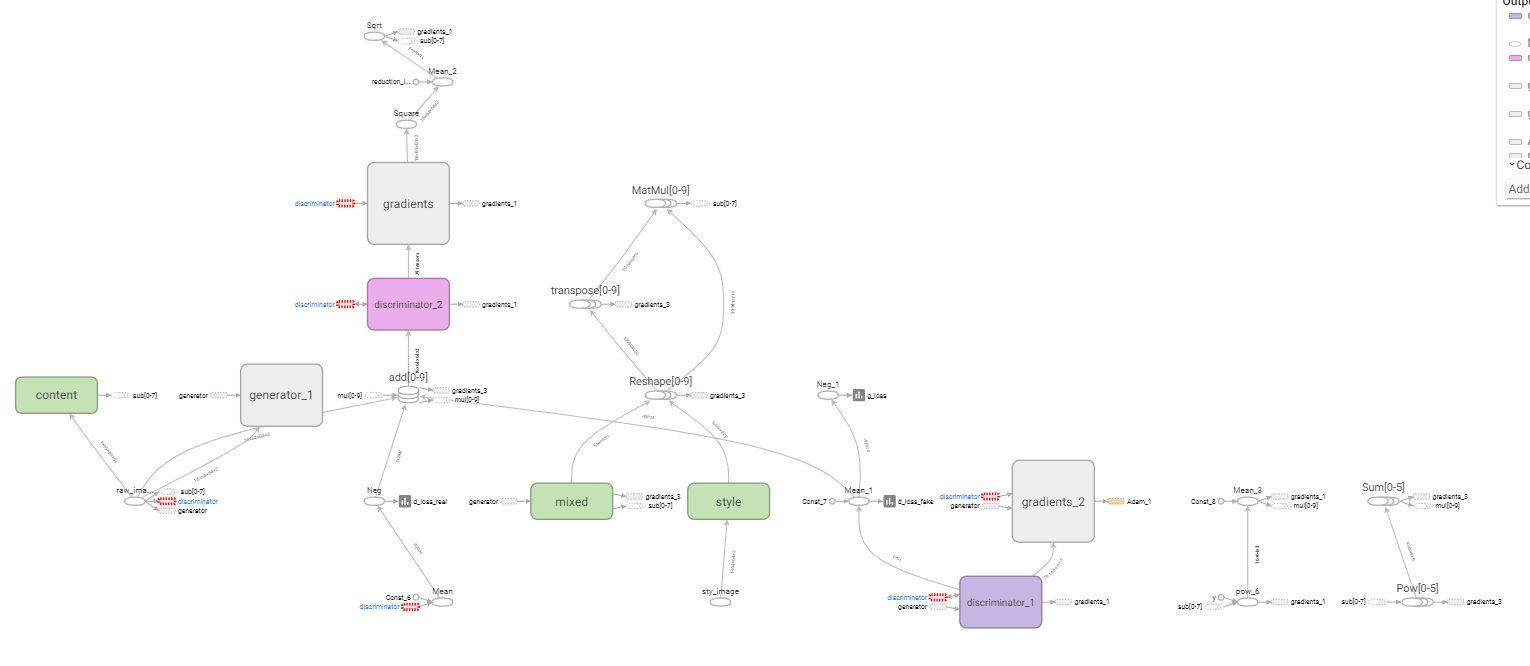 Sqrt
gradients_1
sub[0-7]
Mean_2
reduction_i...
Square
gradients
discriminator
gradients_1
discriminator_2
discriminator
gradients_1
MatMul[0-9]
sub[0-7]
transpose[0-9]
gradients_3
Reshape[0-9]
gradients_3
content
sub[0-7]
generator
generator_1
add[0-9]
mul[0-9]
gradients_3
mul[0-9]
Neg_1
g_loss
raw_ima...
sub[0-7]
discriminator
generator
Neg
d_loss_real
generator
mixed
gradients_3
sub[0-7]
style
Const_7
Mean_1
d_loss_fake
discriminator
generator
gradients_2
Adam_1
Const_8
Mean_3
gradients_1
mul[0-9]
Sum[0-5]
gradients_3
mul[0-9]
Const_6
discriminator
Mean
sty_image
discriminator
generator
discriminator_1
gradients_1
y
sub[0-7]
pow_6
gradients_1
sub[0-7]
Pow[0-5]
gradients_3
Add